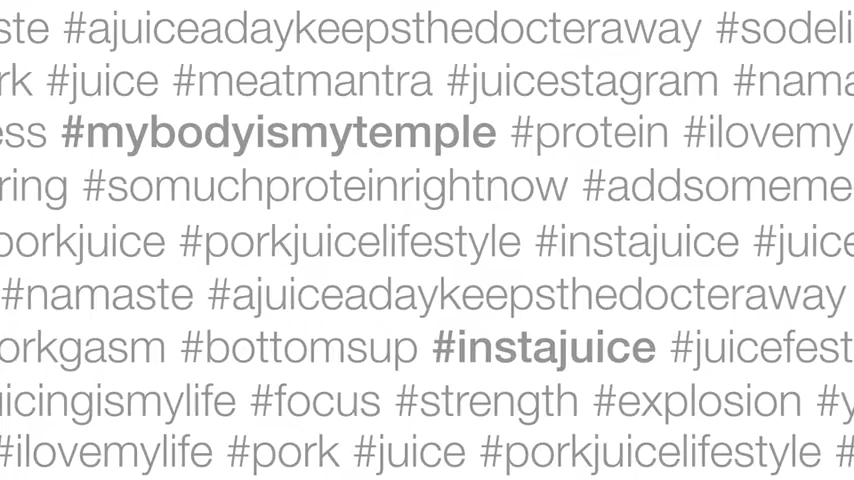 ste #ajuiceadaykeepsthedocteraway #sodeli
rk #juice #meatmantra #juicestagram #nama
ess #mybodyismytemple #protein #ilovemy
ring #somuchproteinrightnow #addsomeme
porkjuice #porkjuicelifestyle #instajuice #juice
#namaste #ajuiceadaykeepsthedocteraway
orkgasm #bottomsup #instajuice #juicefest
uicingismylife #focus #strength #explosion #y
#ilovemylife #pork #juice #porkjuicelifestyle #